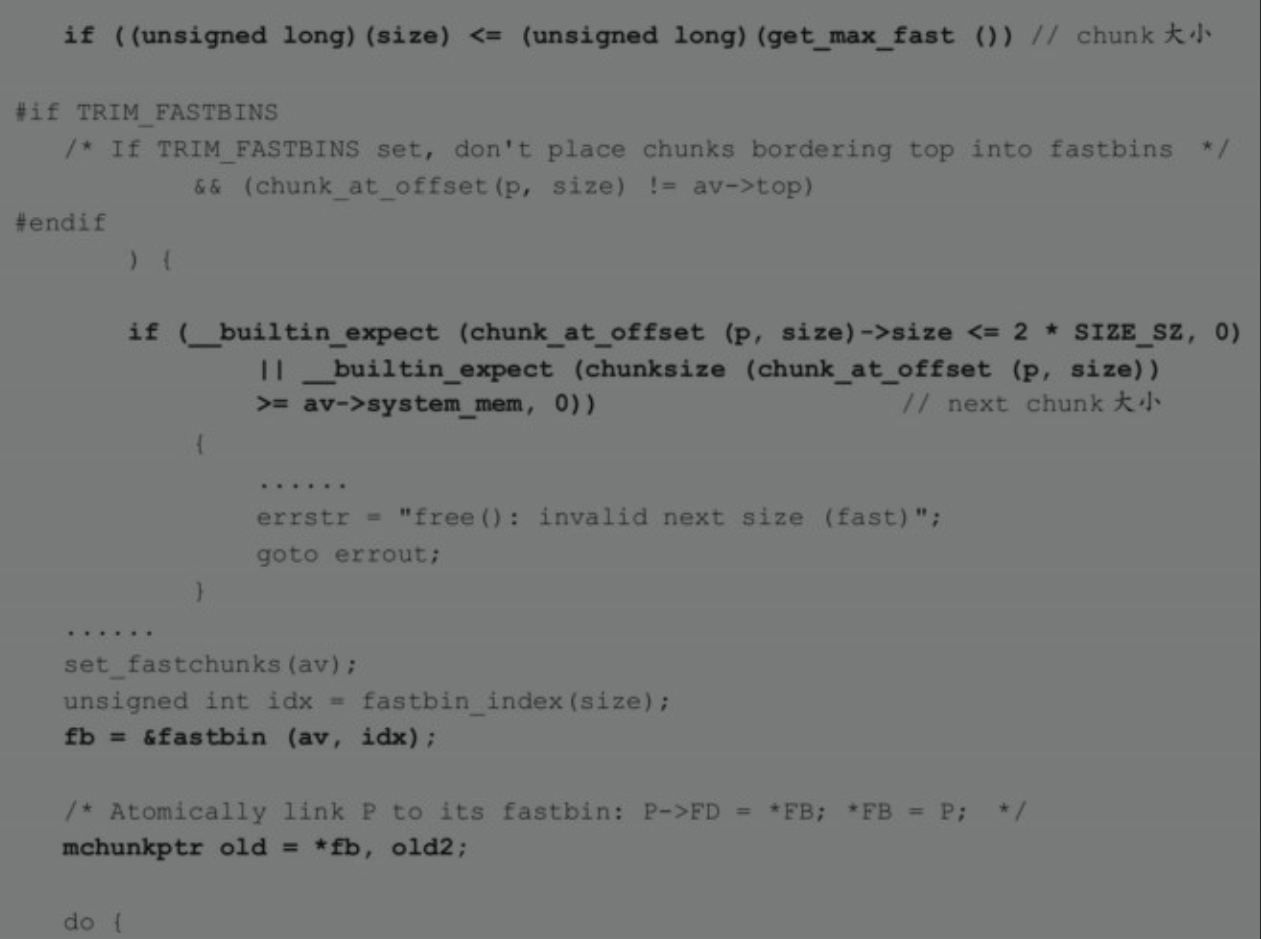 if ((unsigned long)(size) <= (unsigned long)(get_max_fast ()) // chunk 大小
#if TRIM_FASTBINS
/* If TRIM_FASTBINS set, don't place chunks bordering top into fastbins */
&& (chunk_at_offset(p, size) != av->top)
#endif
) {
if (__builtin_expect (chunk_at_offset (p, size)->size <= 2 * SIZE_SZ, 0)
|| __builtin_expect (chunksize (chunk_at_offset (p, size))
>= av->system_mem, 0)) // next chunk 大小
{
......
errstr = "free(): invalid next size (fast)";
goto errout;
}
......
set_fastchunks(av);
unsigned int idx = fastbin_index(size);
fb = &fastbin (av, idx);
/* Atomically link P to its fastbin: P->FD = *FB; *FB = P; */
mchunkptr old = *fb, old2;
do {